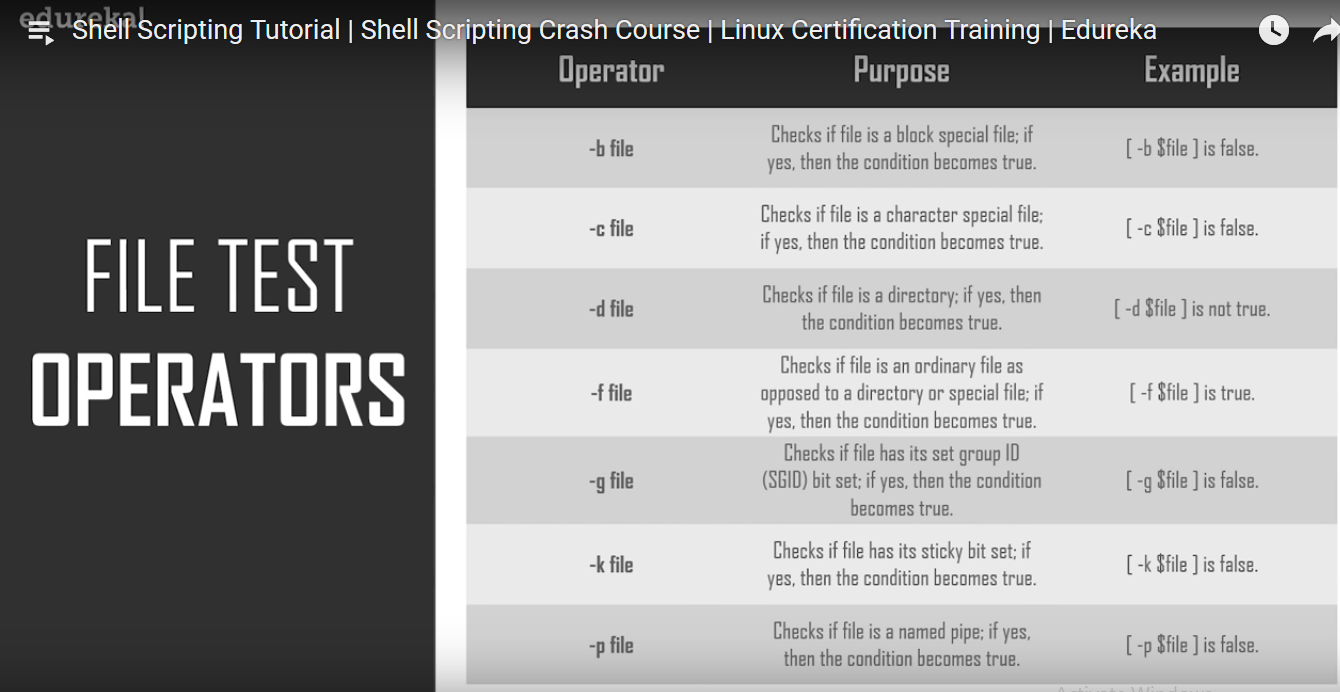 edureka!
Shell Scripting Tutorial | Shell Scripting Crash Course | Linux Certification Training | Edureka
FILE TEST
OPERATORS
Operator Purpose Example
-b file
Checks if file is a block special file; if
yes, then the condition becomes true.
[ -b $file ] is false.
-c file
Checks if file is a character special file;
if yes, then the condition becomes true.
[ -c $file ] is false.
-d file
Checks if file is a directory; if yes, then
the condition becomes true.
[ -d $file ] is not true.
-f file
Checks if file is an ordinary file as
opposed to a directory or special file; if
yes, then the condition becomes true.
[ -f $file ] is true.
-g file
Checks if file has its set group ID
(SGID) bit set; if yes, then the condition
becomes true.
[ -g $file ] is false.
-k file
Checks if file has its sticky bit set; if
yes, then the condition becomes true.
[ -k $file ] is false.
-p file
Checks if file is a named pipe; if yes,
then the condition becomes true.
[ -p $file ] is false.
Activate Windows